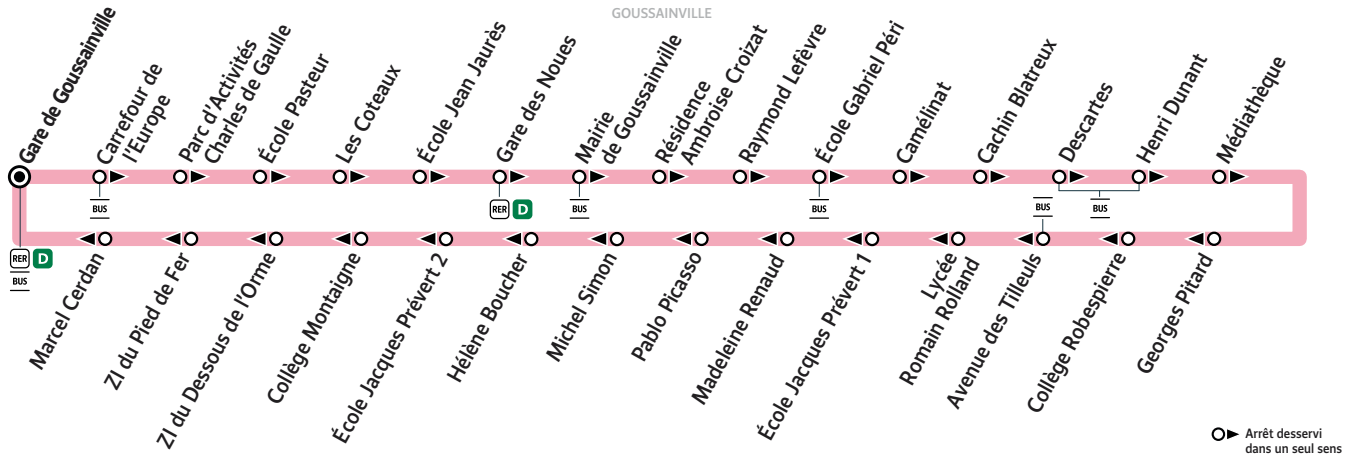 GOUSSAINVILLE
Gare de Goussainville
Carrefour de
l'Europe
Parc d'Activités
Charles de Gaulle
École Pasteur
Les Coteaux
École Jean Jaurès
Gare des Noues
Mairie
de Goussainville
Résidence
Ambroise Croizat
Raymond Lefèvre
École Gabriel Péri
Camélinat
Cachin Blatreux
Descartes
Henri Dunant
Médiathèque
BUS
RER D
BUS
BUS
BUS
BUS
RER D
BUS
Marcel Cerdan
ZI du Pied de Fer
ZI du Dessous de l'Orme
Collège Montaigne
École Jacques Prévert 2
Hélène Boucher
Michel Simon
Pablo Picasso
Madeleine Renaud
École Jacques Prévert 1
Lycée
Romain Rolland
Avenue des Tilleuls
Collège Robespierre
Georges Pitard
Arrêt desservi
dans un seul sens